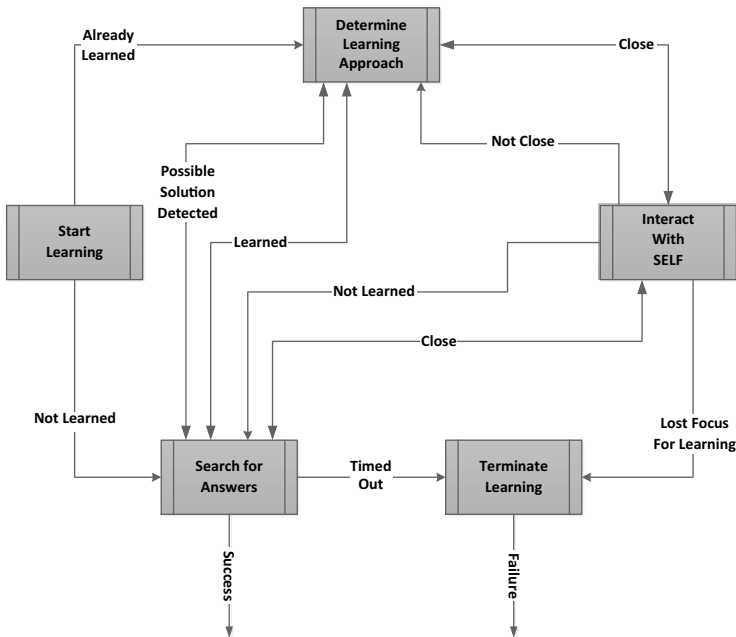 Already
Learned
Determine
Learning
Approach
Close
Not Close
Possible
Solution
Detected
Start
Learning
Learned
Interact
With
SELF
Not Learned
Close
Not Learned
Lost Focus
For Learning
Search for
Answers
Timed
Out
Terminate
Learning
Success
Failure